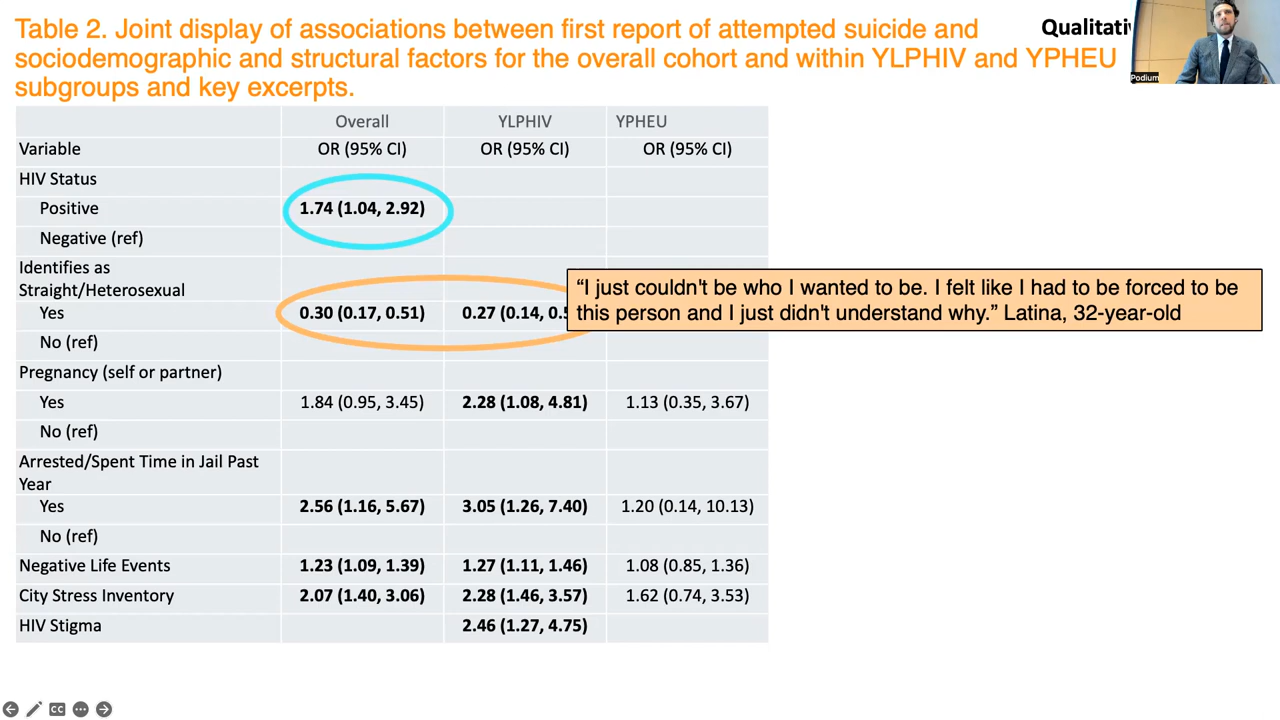 Table 2. Joint display of associations between first report of attempted suicide and
sociodemographic and structural factors for the overall cohort and within YLPHIV and YPHEU
subgroups and key excerpts.
Podium
Overall YLPHIV YPHEU
Variable OR (95% CI) OR (95% CI) OR (95% CI)
HIV Status
Positive 1.74 (1.04, 2.92)
Negative (ref)
Identifies as
Straight/Heterosexual
Yes 0.30 (0.17, 0.51) 0.27 (0.14,
“I just couldn't be who I wanted to be. I felt like I had to be forced to be
this person and I just didn't understand why.” Latina, 32-year-old
No (ref)
Pregnancy (self or partner)
Yes 1.84 (0.95, 3.45) 2.28 (1.08, 4.81) 1.13 (0.35, 3.67)
No (ref)
Arrested/Spent Time in Jail Past
Year
Yes 2.56 (1.16, 5.67) 3.05 (1.26, 7.40) 1.20 (0.14, 10.13)
No (ref)
Negative Life Events 1.23 (1.09, 1.39) 1.27 (1.11, 1.46) 1.08 (0.85, 1.36)
City Stress Inventory 2.07 (1.40, 3.06) 2.28 (1.46, 3.57) 1.62 (0.74, 3.53)
HIV Stigma 2.46 (1.27, 4.75)
CC